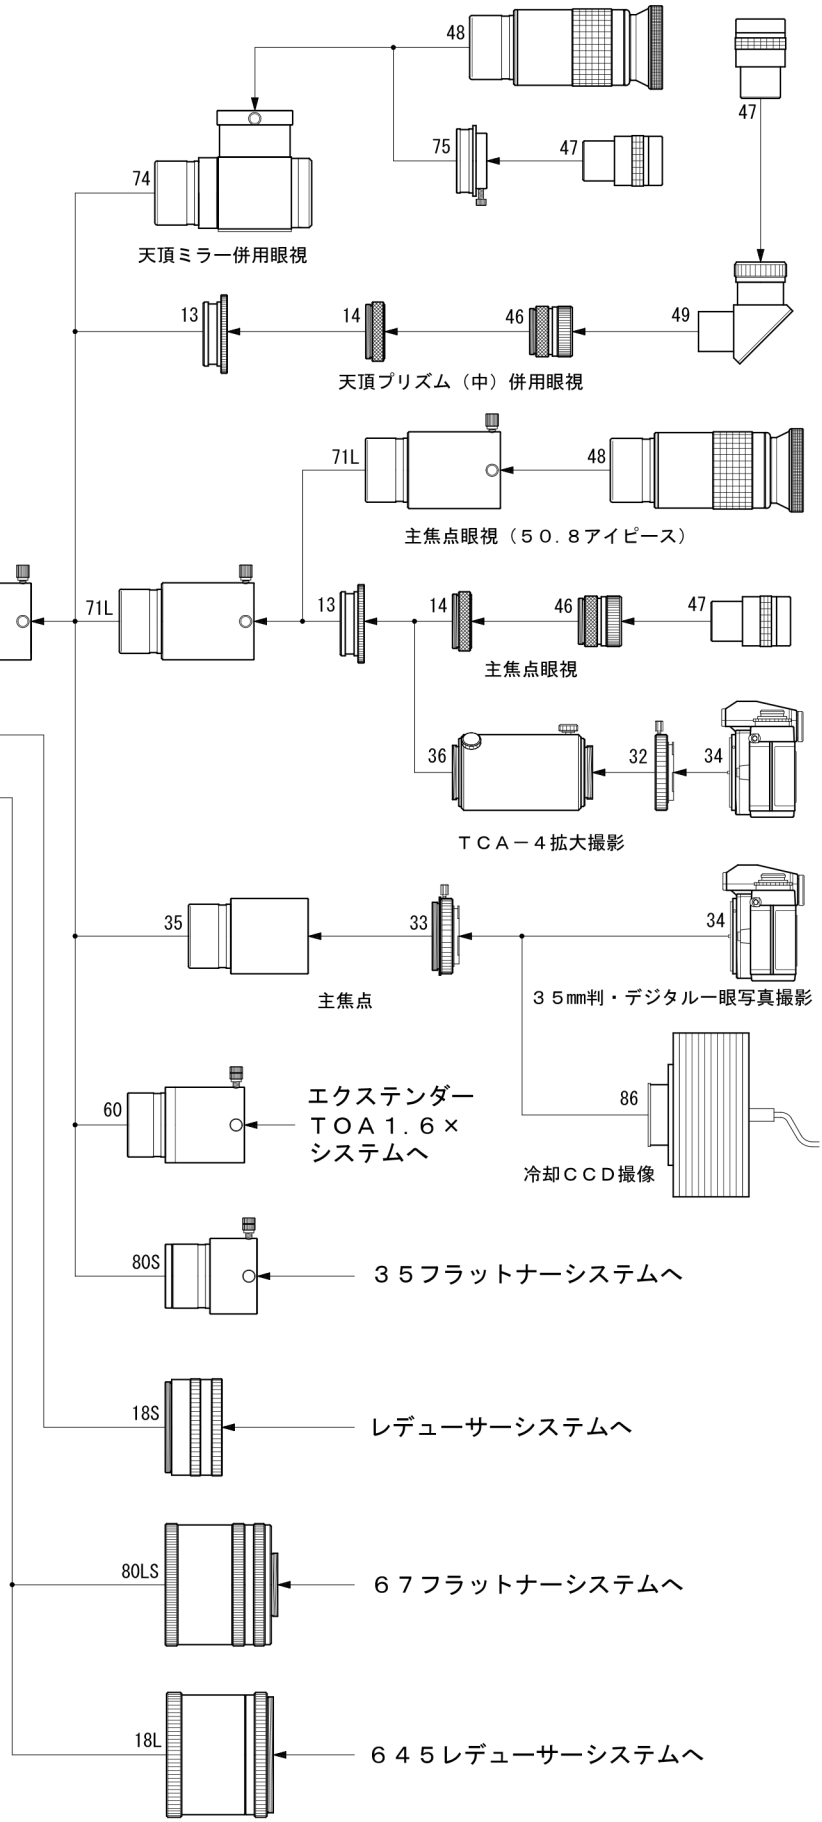 48
47
75
47
74
天頂ミラー併用眼視
13
14
46
49
天頂プリズム（中）併用眼視
71L
48
主焦点眼視（５０．８アイピース）
71L
13
14
46
47
主焦点眼視
36
32
34
ＴＣＡ－４拡大撮影
35
33
34
主焦点
３５㎜判・デジタル一眼写真撮影
60
エクステンダー
ＴＯＡ１．６×
システムへ
86
冷却ＣＣＤ撮像
80S
３５フラットナーシステムへ
18S
レデューサーシステムへ
80LS
６７フラットナーシステムへ
18L
６４５レデューサーシステムへ